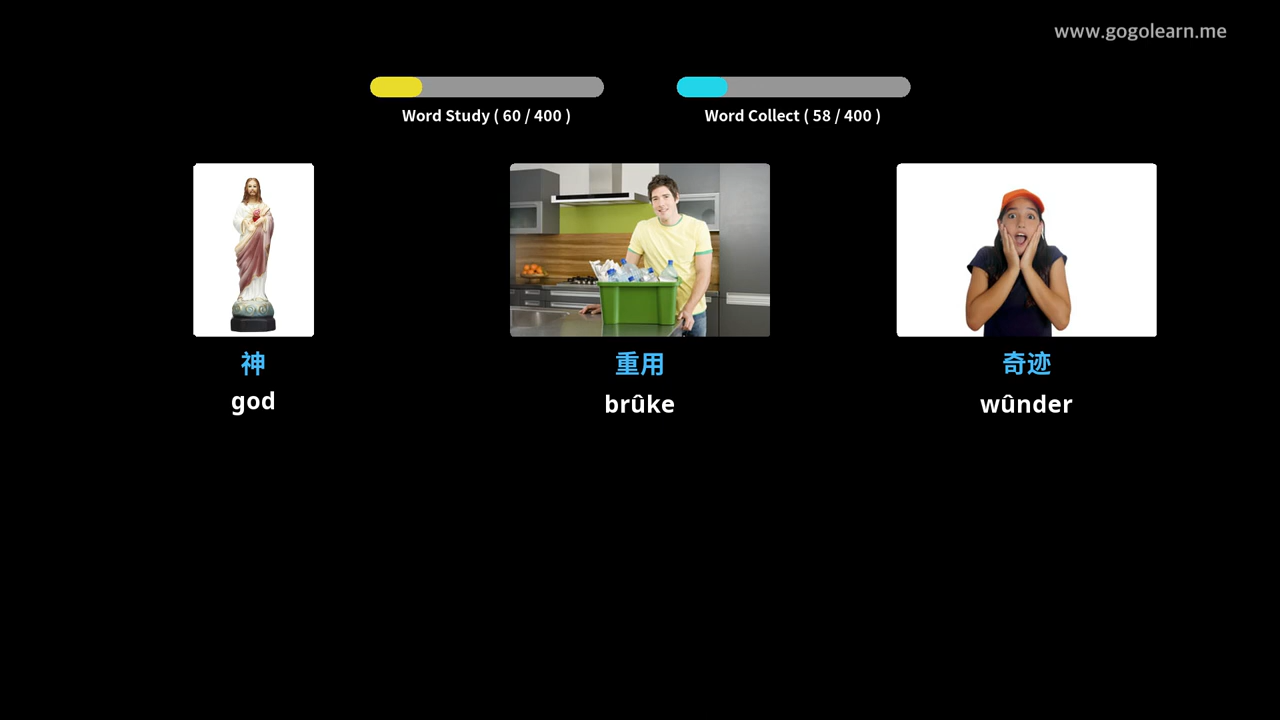 www.gogolearn.me
Word Study ( 60 / 400 )
Word Collect ( 58 / 400 )
神
重用
奇迹
god
brûke
wûnder